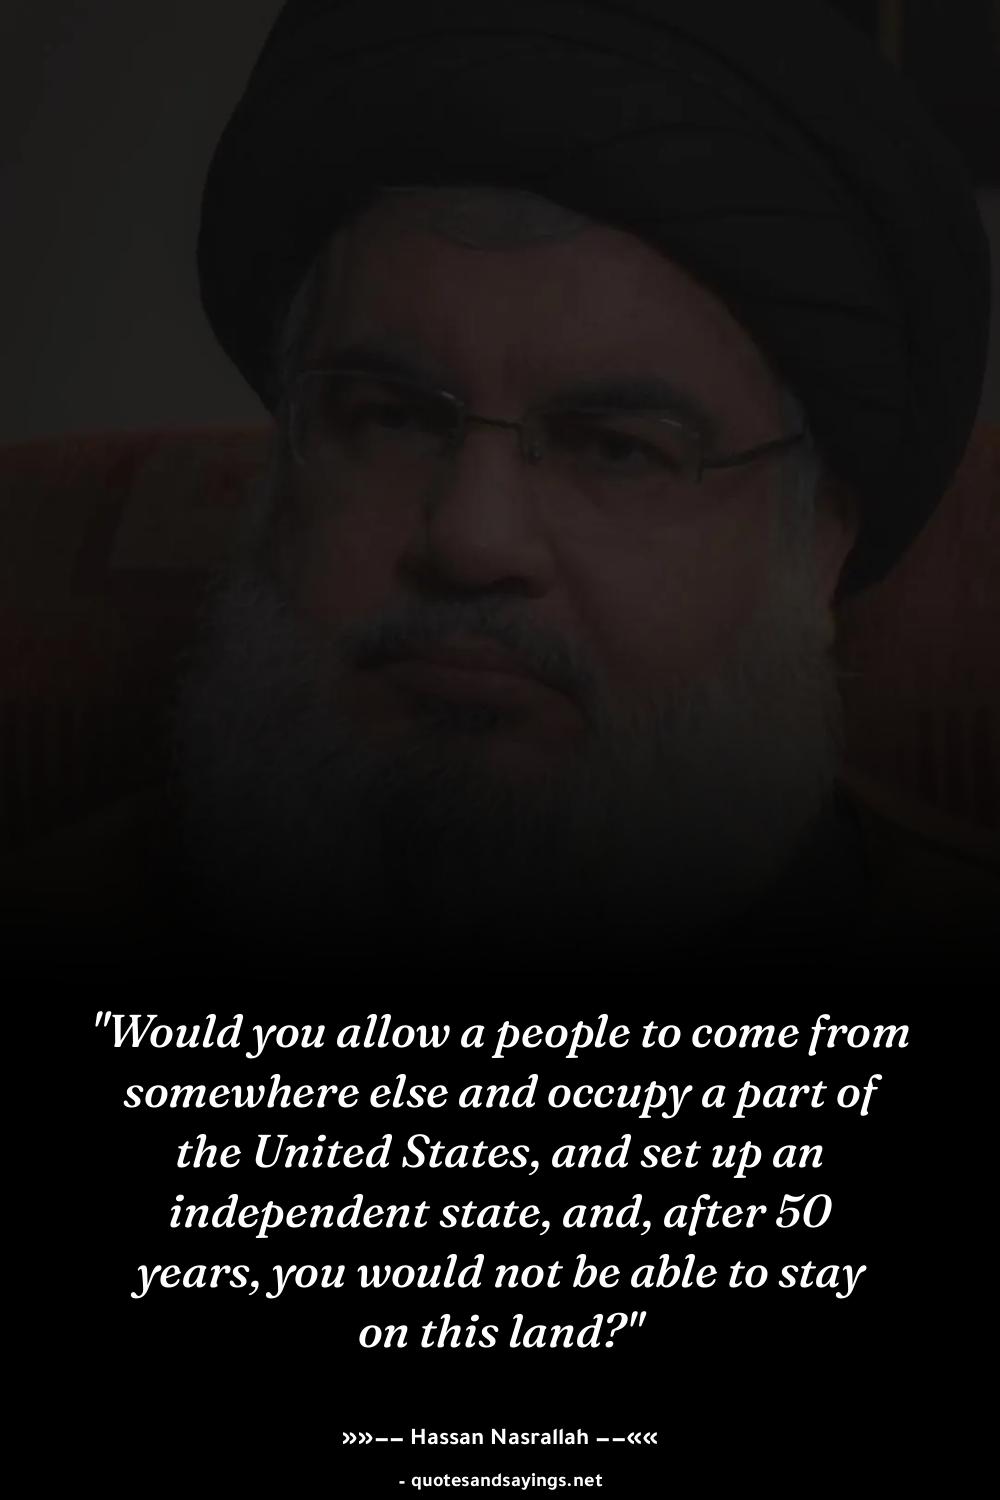 "Would you allow a people to come from
somewhere else and occupy a part of
the United States, and set up an
independent state, and, after 50
years, you would not be able to stay
on this land?"
»»–– Hassan Nasrallah ––««
- quotesandsayings.net